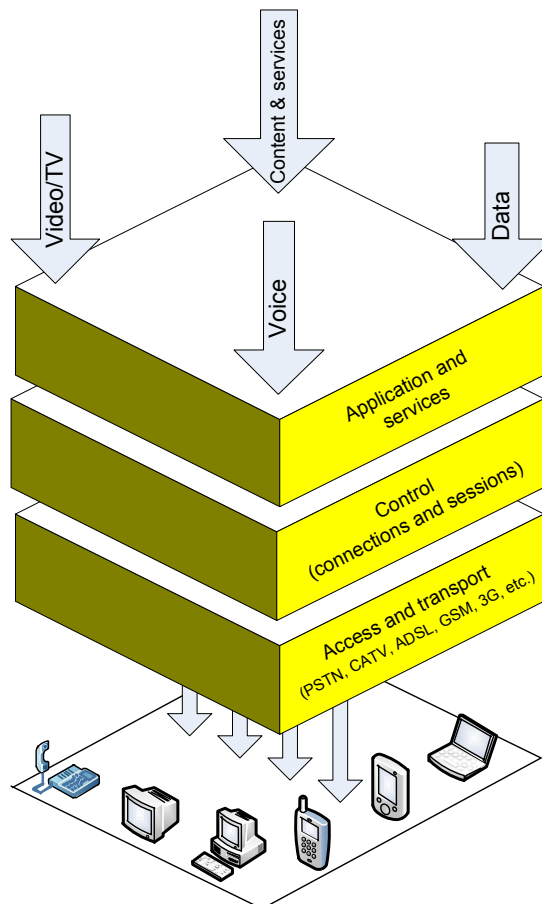 Content & services
Video/TV
Data
Voice
Application and
services
Control
(connections and sessions)
Access and transport
(PSTN, CATV, ADSL, GSM, 3G, etc.)